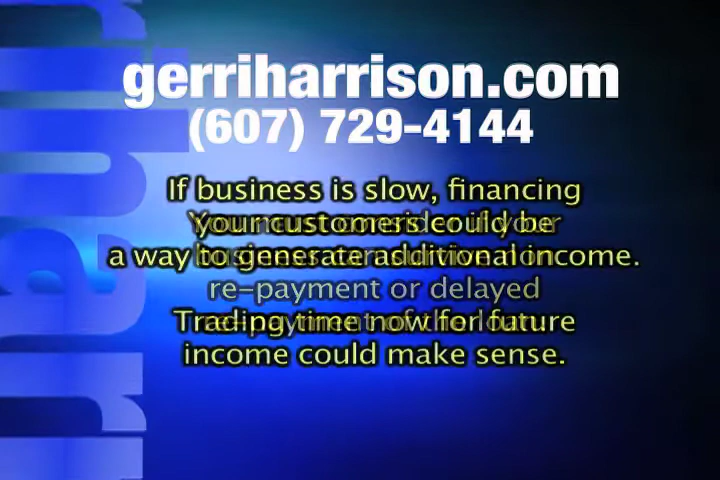 gerriharrison.com
(607) 729-4144
If business is slow, financing
your customers could be
a way to generate additional income.
re-payment or delayed
Trading time now for future
income could make sense.